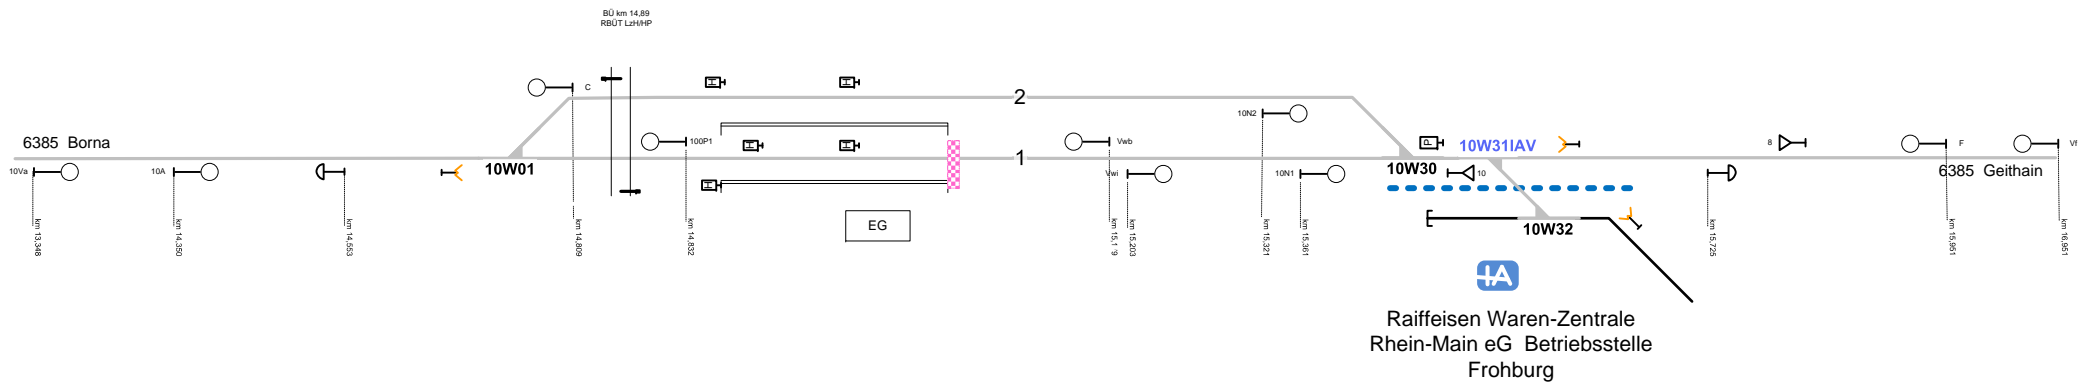 BÜ km 14,89
RBÜT LzH/HP
C
2
10N2
6385 Borna
100P1
Vwb
1
P
10W31IAV
8
F
Vf
10Va
10A
10W01
H
H
H
H
H
Vwi
10N1
10W30
10
6385 Geithain
EG
10W32
km 13,348
km 14,350
km 14,553
km 14,809
km 14,832
km 15,203
km 15,321
km 15,361
km 15,725
km 15,951
km 16,951
IA
Raiffeisen Waren-Zentrale
Rhein-Main eG Betriebsstelle
Frohburg